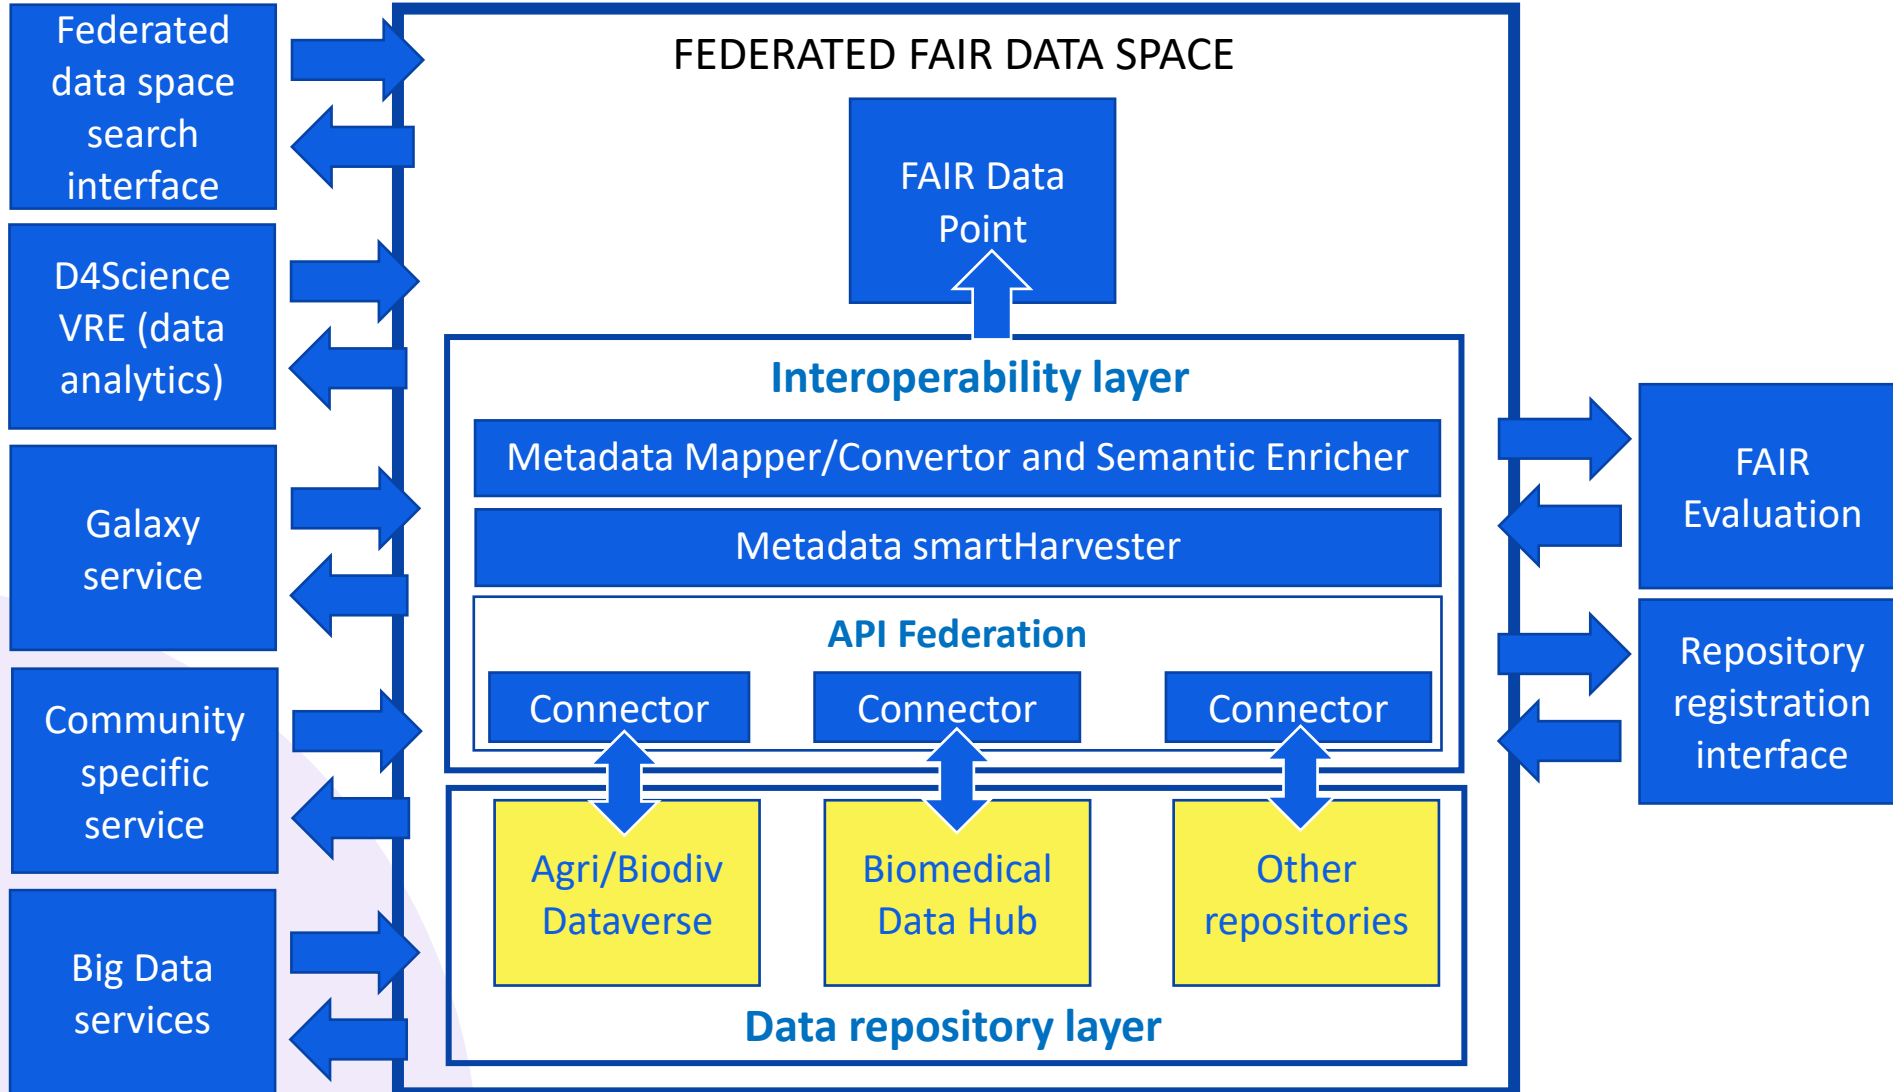 Federated
data space
search
interface
D4Science
VRE (data
analytics)
Galaxy
service
Community
specific
service
Big Data
services
FEDERATED FAIR DATA SPACE
FAIR Data
Point
Interoperability layer
Metadata Mapper/Convertor and Semantic Enricher
Metadata smartHarvester
API Federation
Connector
Connector
Connector
Agri/Biodiv
Dataverse
Biomedical
Data Hub
Other
repositories
Data repository layer
FAIR
Evaluation
Repository
registration
interface